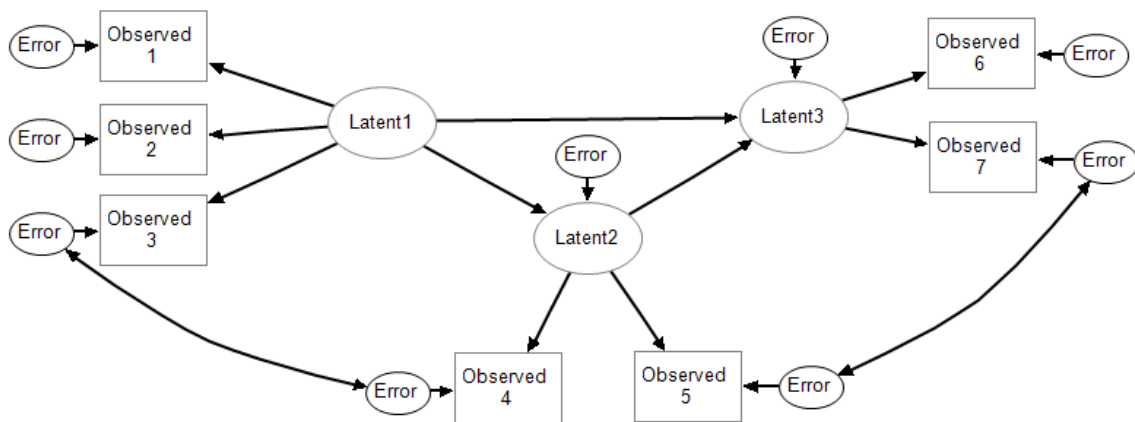 Error
Observed
1
Error
Observed
2
Error
Observed
3
Latent1
Error
Latent2
Error
Latent3
Observed
6
Error
Observed
7
Error
Error
Observed
4
Observed
5
Error